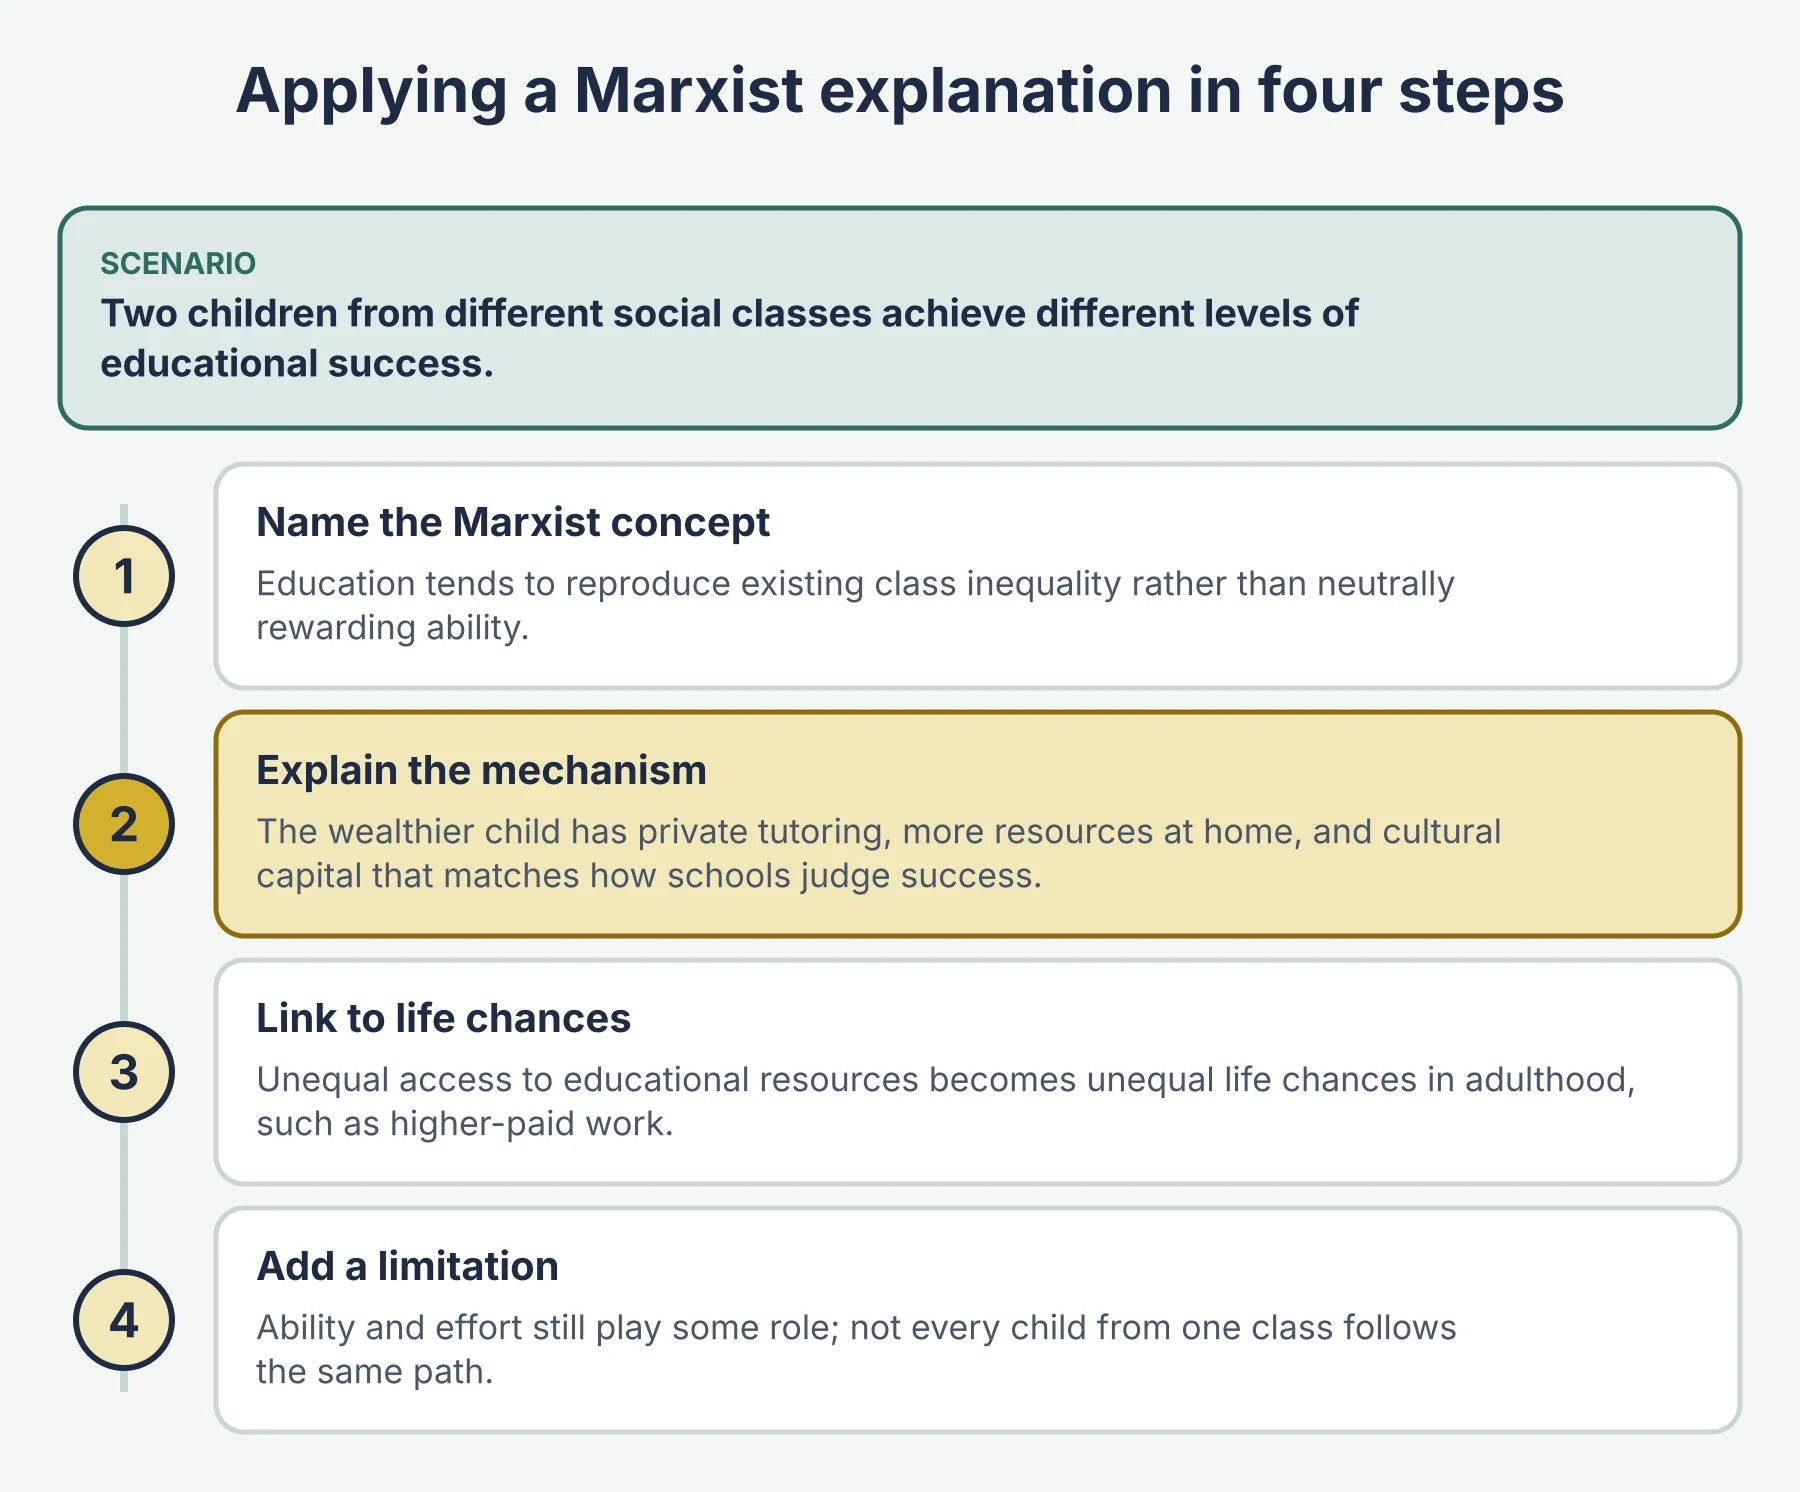 Applying a Marxist explanation in four steps
SCENARIO
Two children from different social classes achieve different levels of
educational success.
1
Name the Marxist concept
Education tends to reproduce existing class inequality rather than neutrally
rewarding ability.
2
Explain the mechanism
The wealthier child has private tutoring, more resources at home, and cultural
capital that matches how schools judge success.
3
Link to life chances
Unequal access to educational resources becomes unequal life chances in adulthood,
such as higher-paid work.
4
Add a limitation
Ability and effort still play some role; not every child from one class follows
the same path.